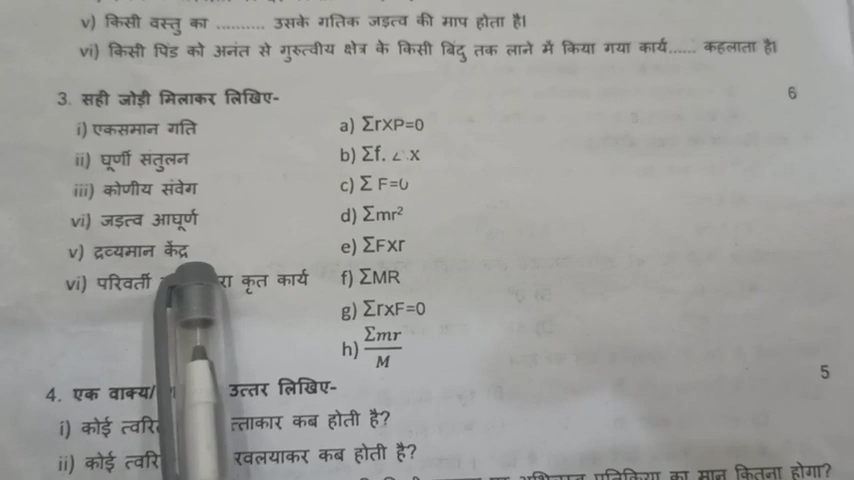 v) किसी वस्तु का .......... उसके गतिक जड़त्व की माप होता है।
vi) किसी पिंड को अनंत से गुरुत्वीय क्षेत्र के किसी बिंदु तक लाने में किया गया कार्य...... कहलाता है।
3. सही जोड़ी मिलाकर लिखिए- 6
i) एकसमान गति a) ΣrXP=0
ii) घूर्णी संतुलन b) Σf. ∠ x
iii) कोणीय संवेग c) Σ F=0
vi) जड़त्व आघूर्ण d) Σmr²
v) द्रव्यमान केंद्र e) ΣFXr
vi) परिवर्ती रा कृत कार्य f) ΣMR
g) ΣrxF=0
h) Σmr/M
4. एक वाक्य/ उत्तर लिखिए- 5
i) कोई त्वरि त्ताकार कब होती है?
ii) कोई त्वरि रवलयाकर कब होती है?
का मान कितना होगा?